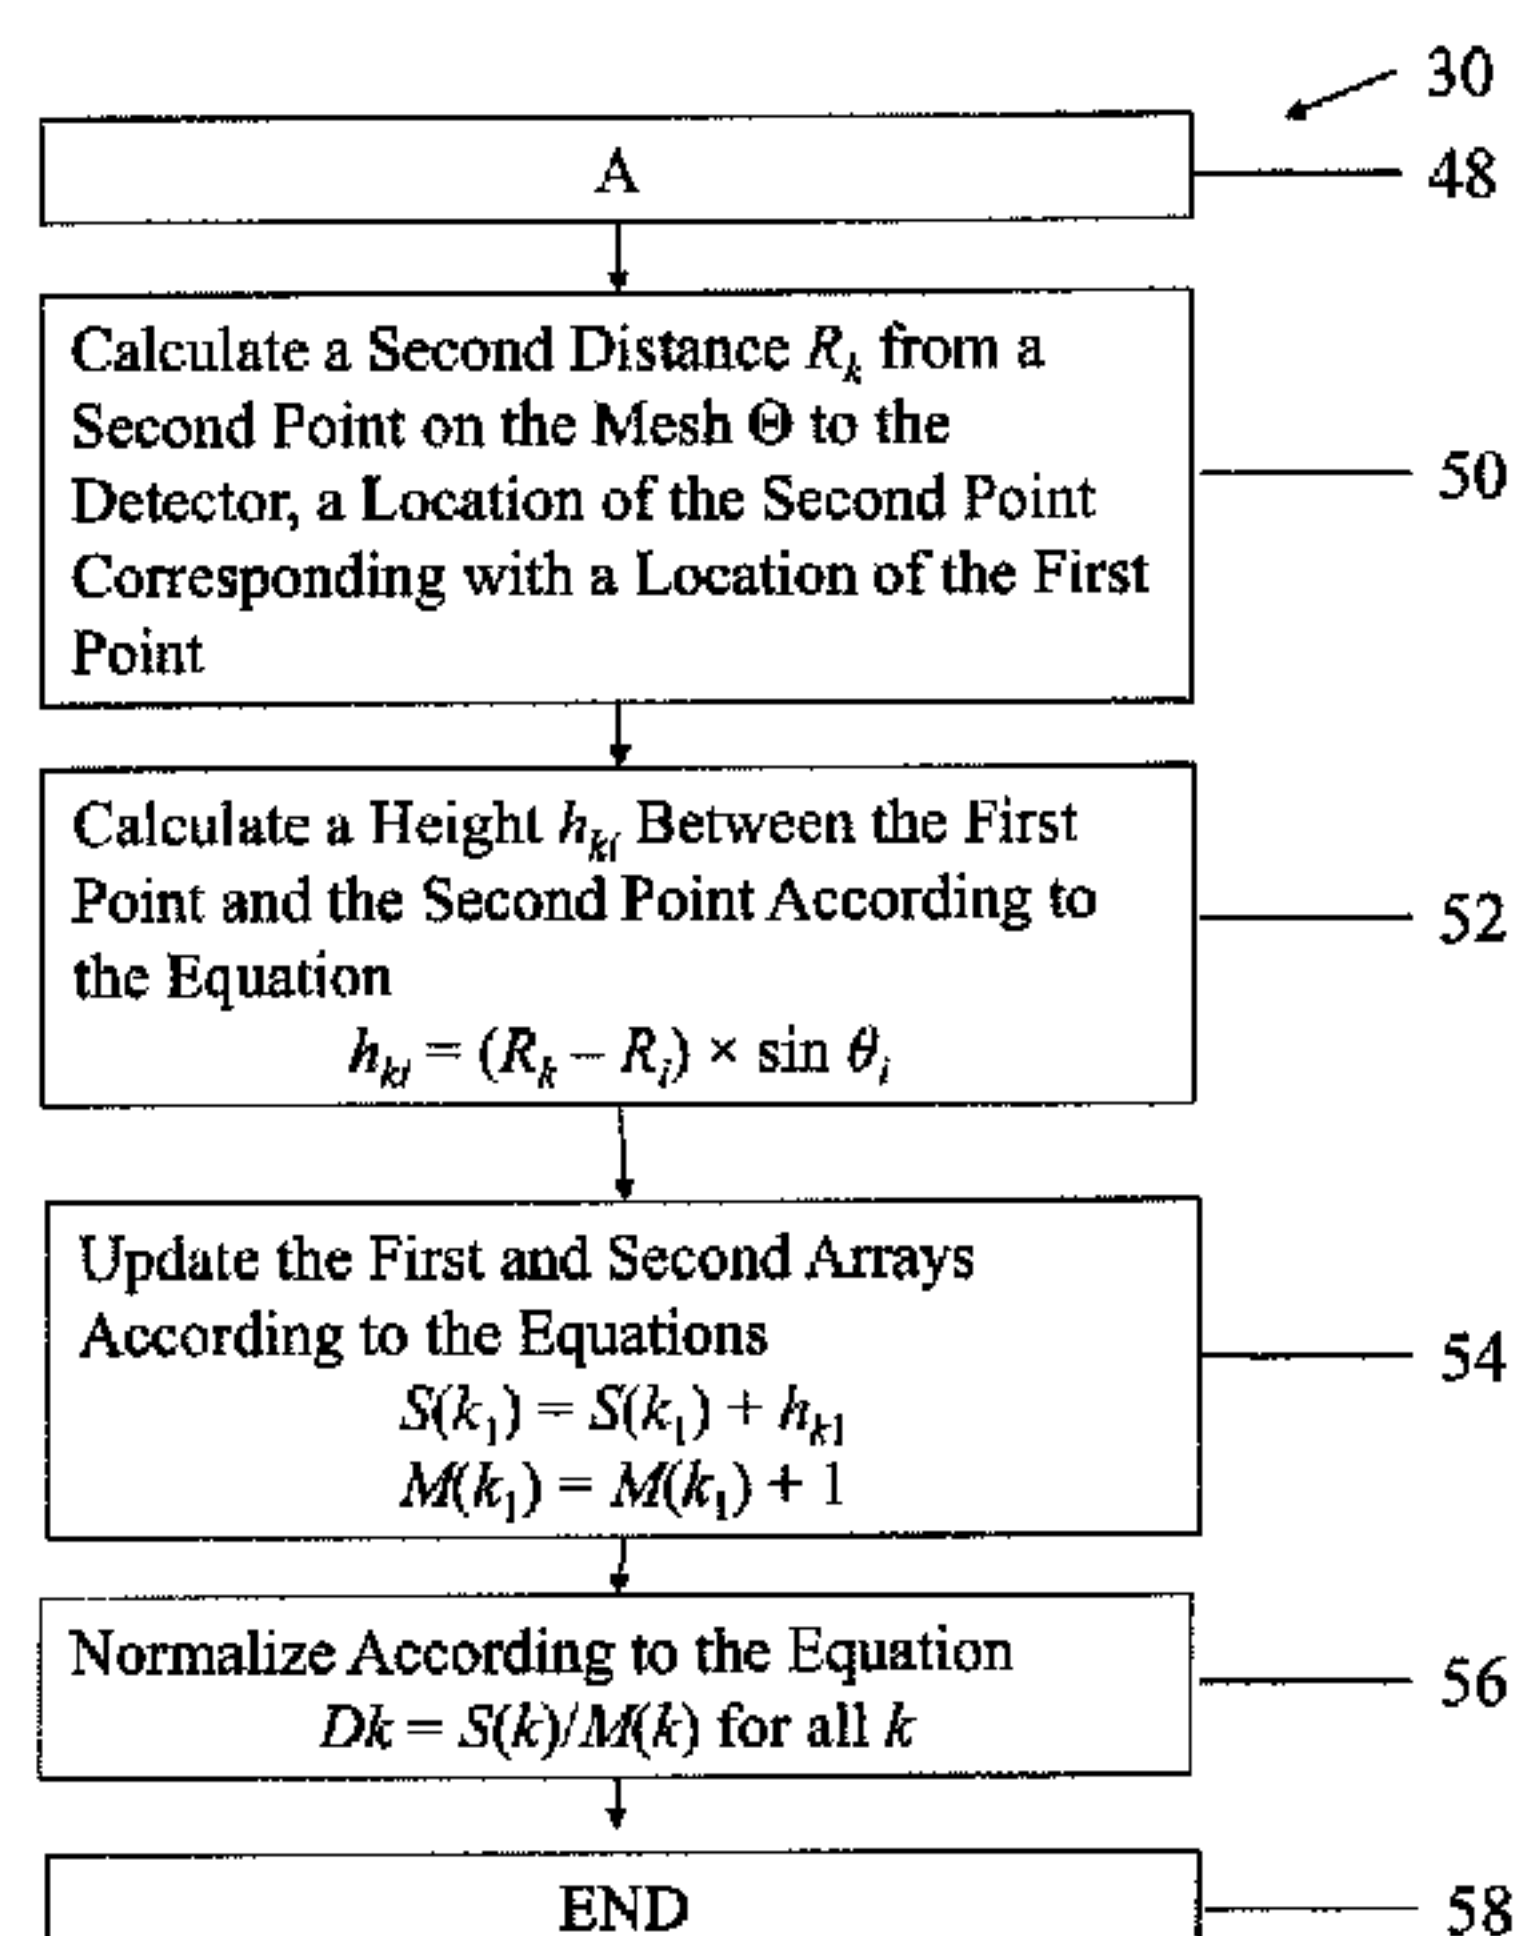 30
A
48
Calculate a Second Distance R_k from a
Second Point on the Mesh Θ to the
Detector, a Location of the Second Point
Corresponding with a Location of the First
Point
50
Calculate a Height h_ki Between the First
Point and the Second Point According to
the Equation
h_ki = (R_k – R_i) × sin θ_i
52
Update the First and Second Arrays
According to the Equations
S(k_1) = S(k_1) + h_k1
M(k_1) = M(k_1) + 1
54
Normalize According to the Equation
Dk = S(k)/M(k) for all k
56
END
58